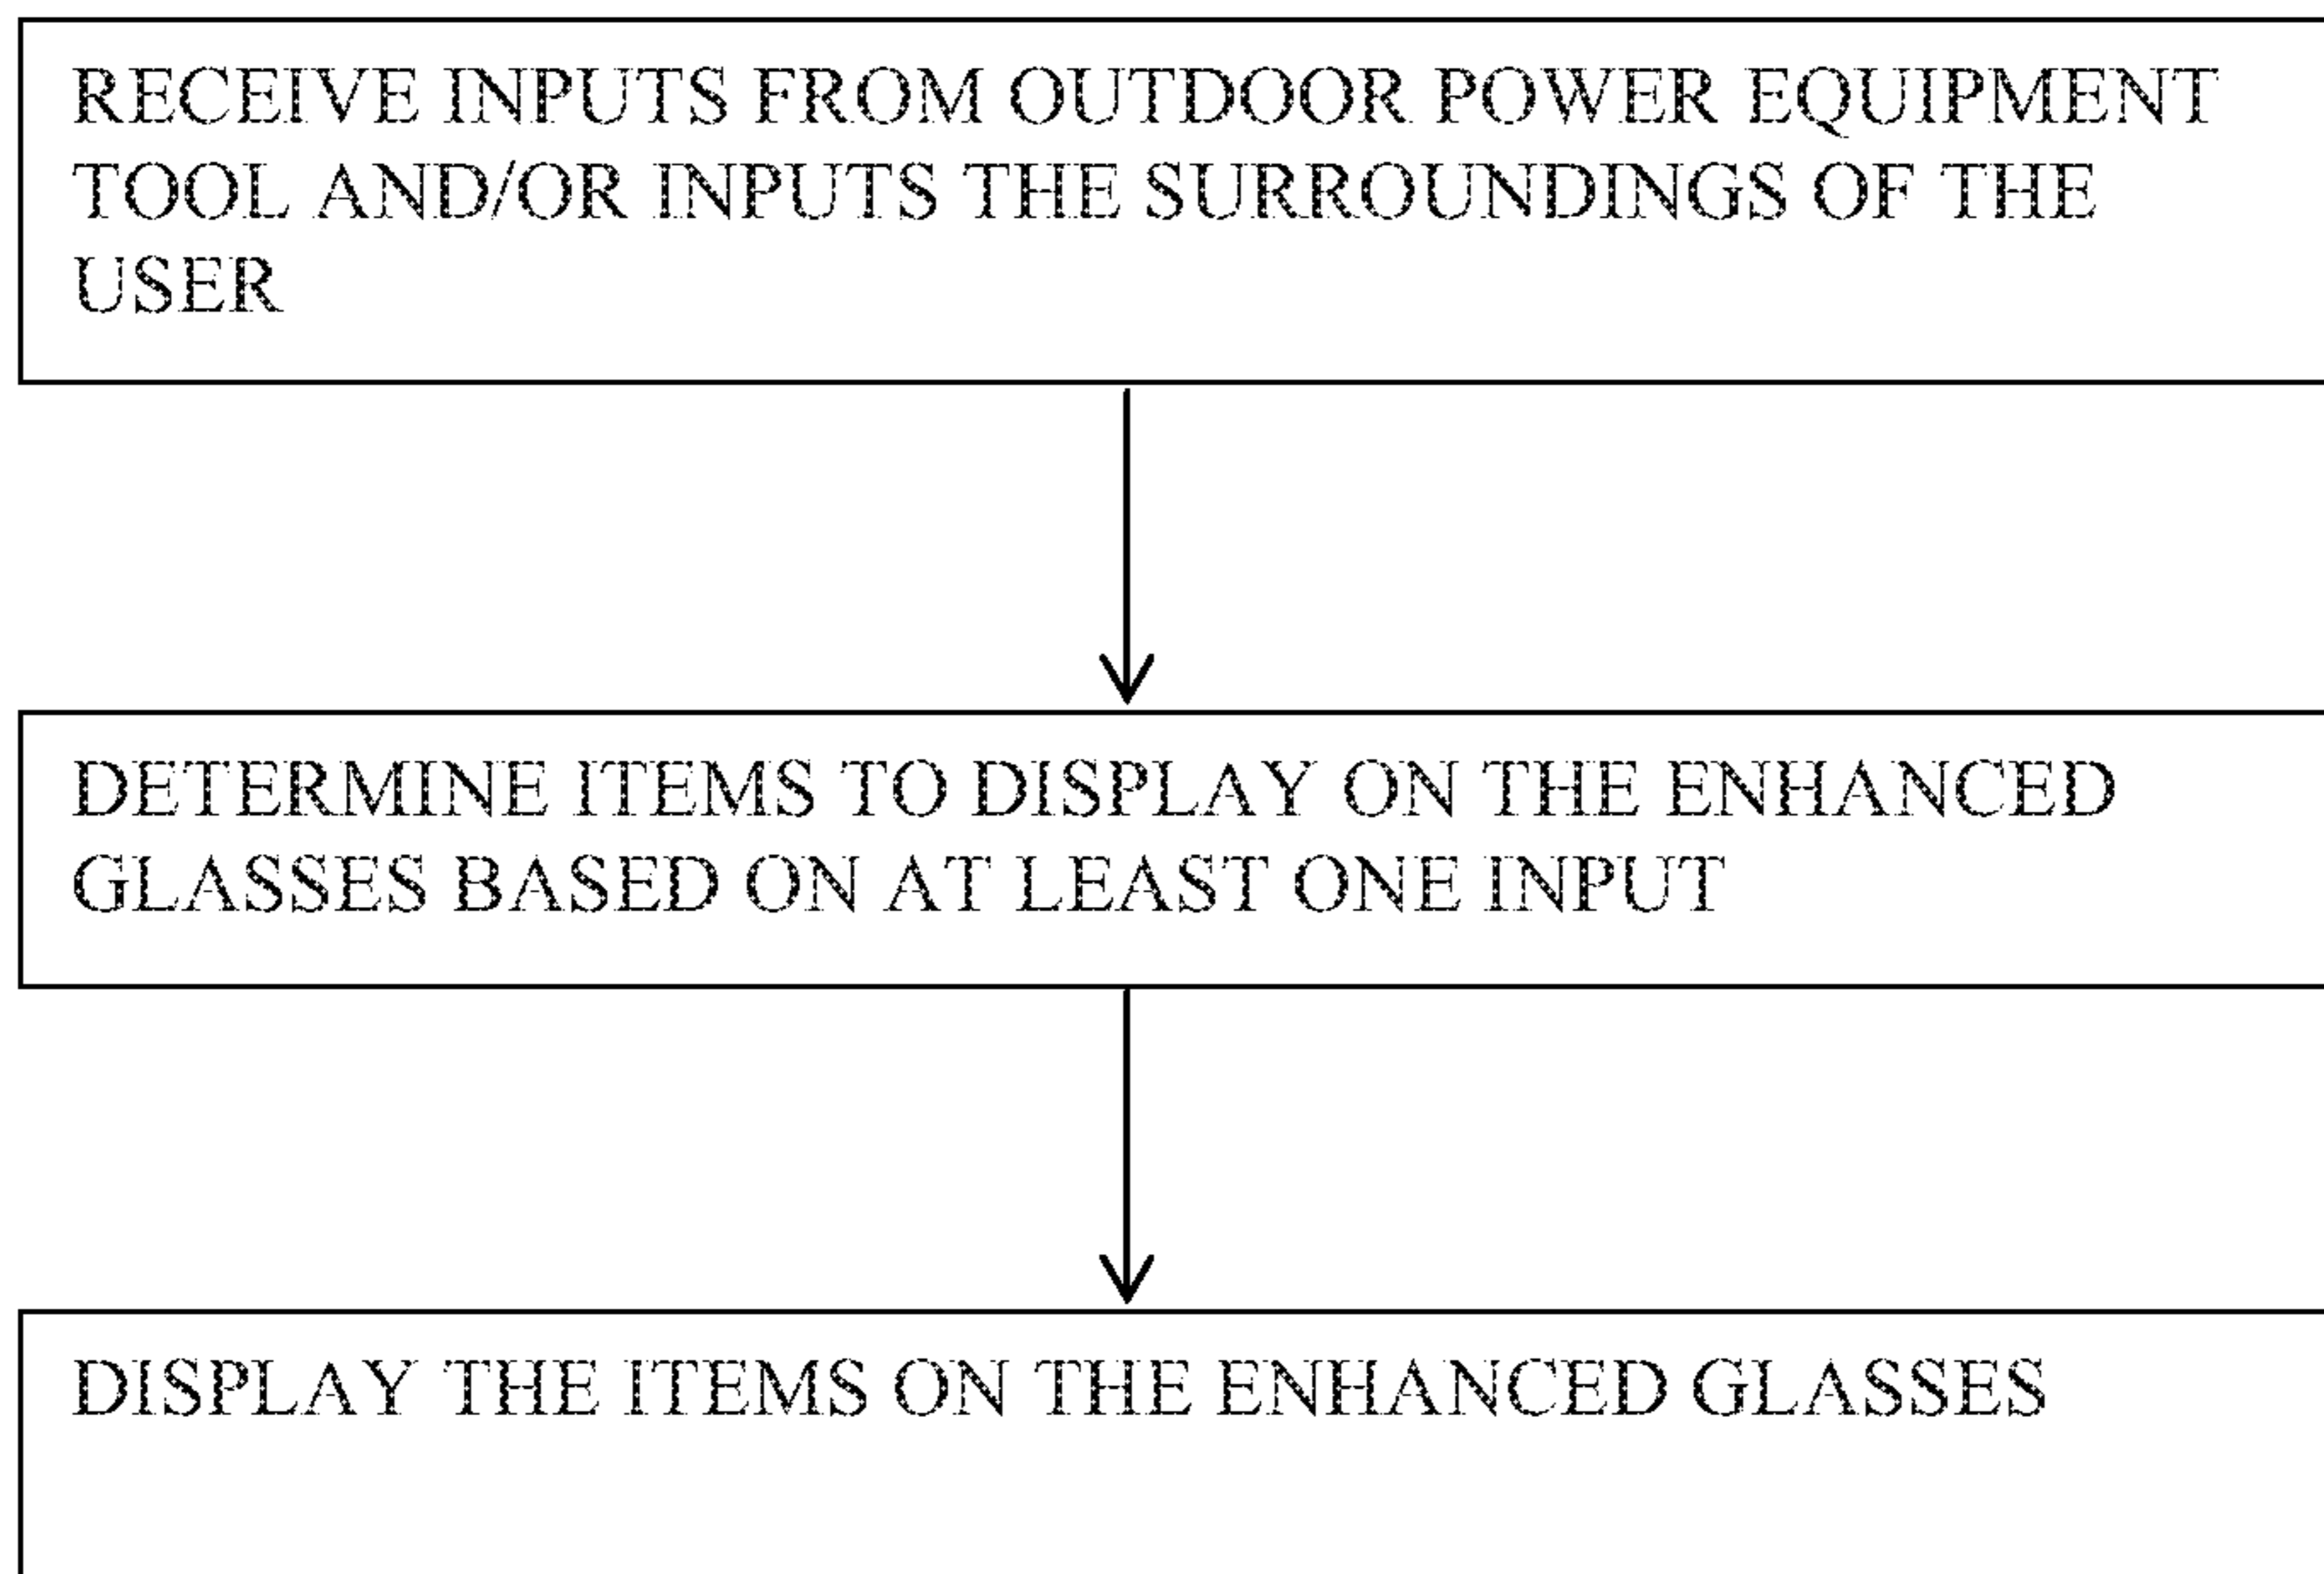 RECEIVE INPUTS FROM OUTDOOR POWER EQUIPMENT
TOOL AND/OR INPUTS THE SURROUNDINGS OF THE
USER
DETERMINE ITEMS TO DISPLAY ON THE ENHANCED
GLASSES BASED ON AT LEAST ONE INPUT
DISPLAY THE ITEMS ON THE ENHANCED GLASSES